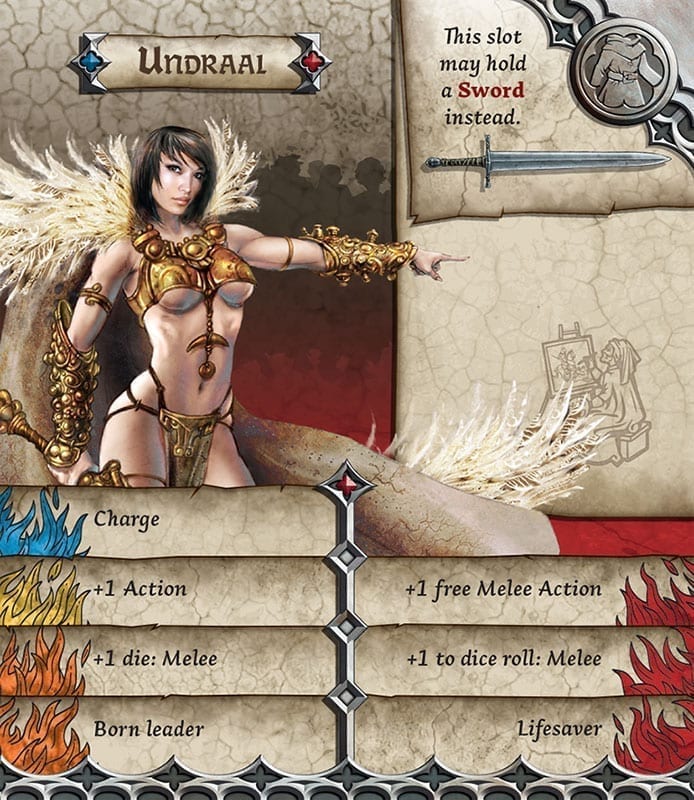 Undraal
This slot
may hold
a Sword
instead.
Charge
+1 Action
+1 free Melee Action
+1 die: Melee
+1 to dice roll: Melee
Born leader
Lifesaver